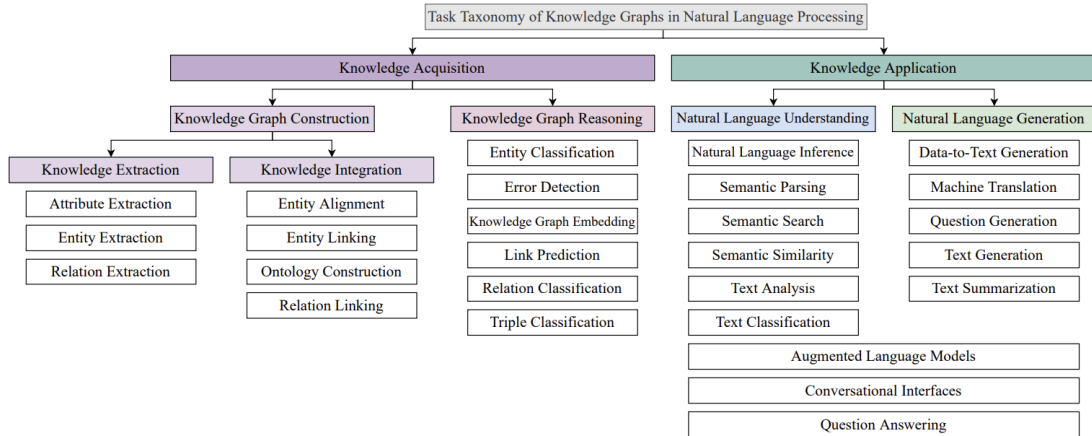 Task Taxonomy of Knowledge Graphs in Natural Language Processing
Knowledge Acquisition
Knowledge Application
Knowledge Graph Construction
Knowledge Graph Reasoning
Natural Language Understanding
Natural Language Generation
Knowledge Extraction
Knowledge Integration
Attribute Extraction
Entity Extraction
Relation Extraction
Entity Alignment
Entity Linking
Ontology Construction
Relation Linking
Entity Classification
Error Detection
Knowledge Graph Embedding
Link Prediction
Relation Classification
Triple Classification
Natural Language Inference
Semantic Parsing
Semantic Search
Semantic Similarity
Text Analysis
Text Classification
Data-to-Text Generation
Machine Translation
Question Generation
Text Generation
Text Summarization
Augmented Language Models
Conversational Interfaces
Question Answering